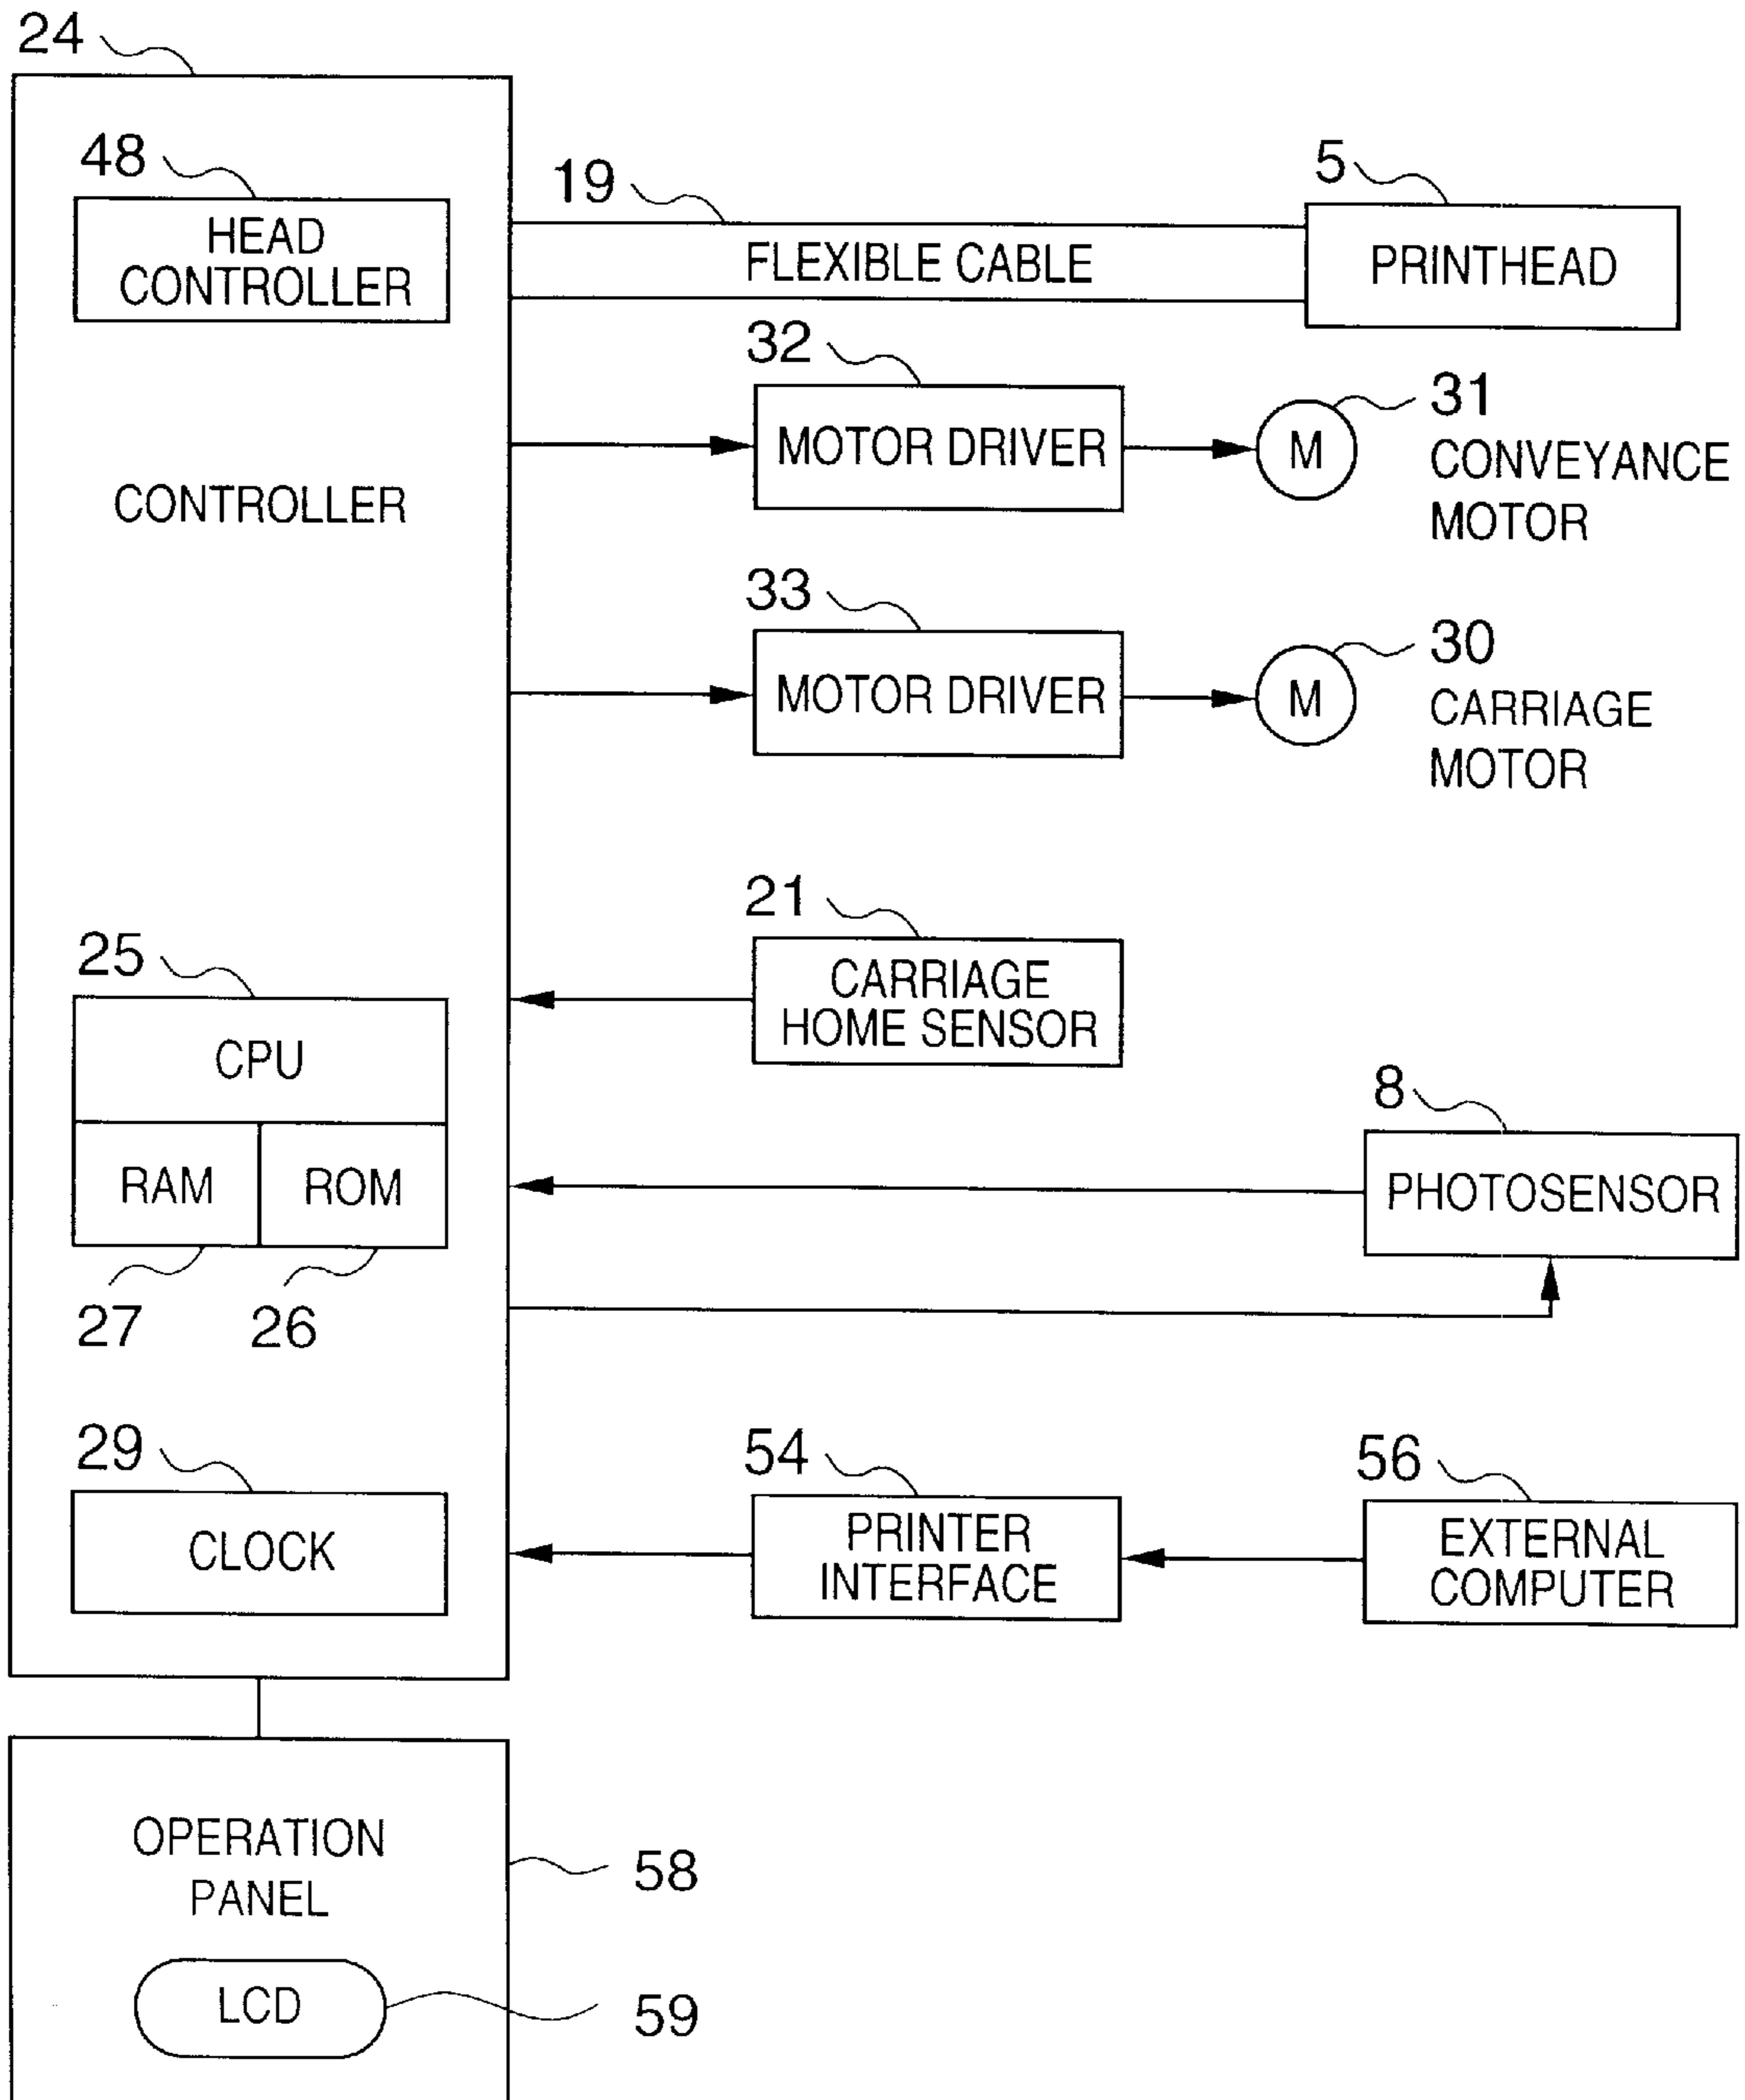 24
48
HEAD
CONTROLLER
19
FLEXIBLE CABLE
5
PRINTHEAD
32
MOTOR DRIVER
M
31
CONVEYANCE
MOTOR
CONTROLLER
33
MOTOR DRIVER
M
30
CARRIAGE
MOTOR
21
CARRIAGE
HOME SENSOR
25
CPU
RAM
ROM
27
26
8
PHOTOSENSOR
29
CLOCK
54
PRINTER
INTERFACE
56
EXTERNAL
COMPUTER
OPERATION
PANEL
58
LCD
59